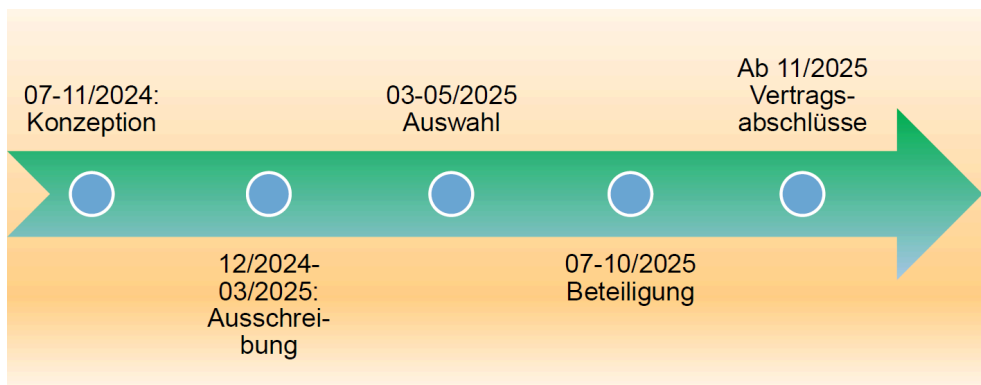 07-11/2024:
Konzeption
12/2024-
03/2025:
Ausschrei-
bung
03-05/2025
Auswahl
07-10/2025
Beteiligung
Ab 11/2025
Vertrags-
abschlüsse